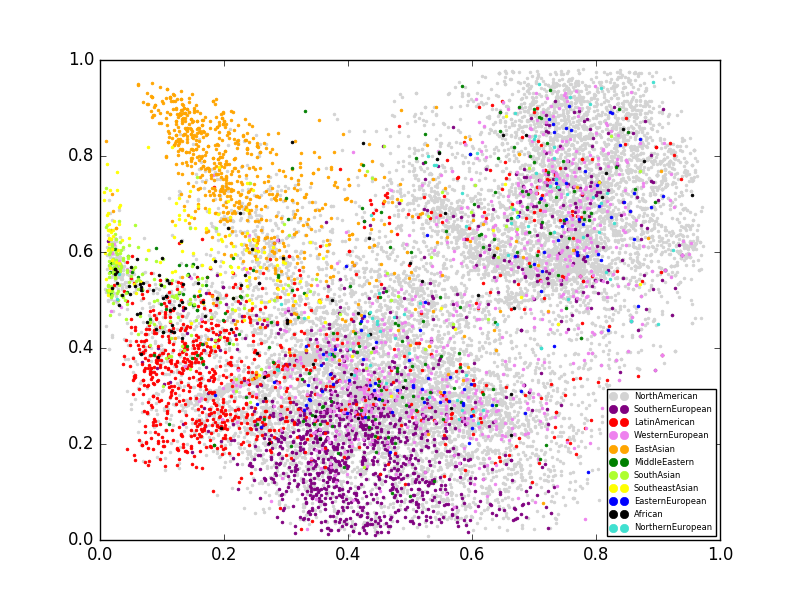 1.0
0.8
0.6
0.4
0.2
0.0
0.0 0.2 0.4 0.6 0.8 1.0
NorthAmerican
SouthernEuropean
LatinAmerican
WesternEuropean
EastAsian
MiddleEastern
SouthAsian
SoutheastAsian
EasternEuropean
African
NorthernEuropean